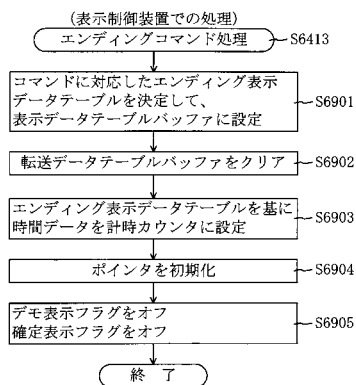 (表示制御装置での処理)
エンディングコマンド処理 S6413
コマンドに対応したエンディング表示
データテーブルを決定して、
表示データテーブルバッファに設定
S6901
転送データテーブルバッファをクリア S6902
エンディング表示データテーブルを基に
時間データを計時カウンタに設定
S6903
ポインタを初期化 S6904
デモ表示フラグをオフ
確定表示フラグをオフ
S6905
終 了